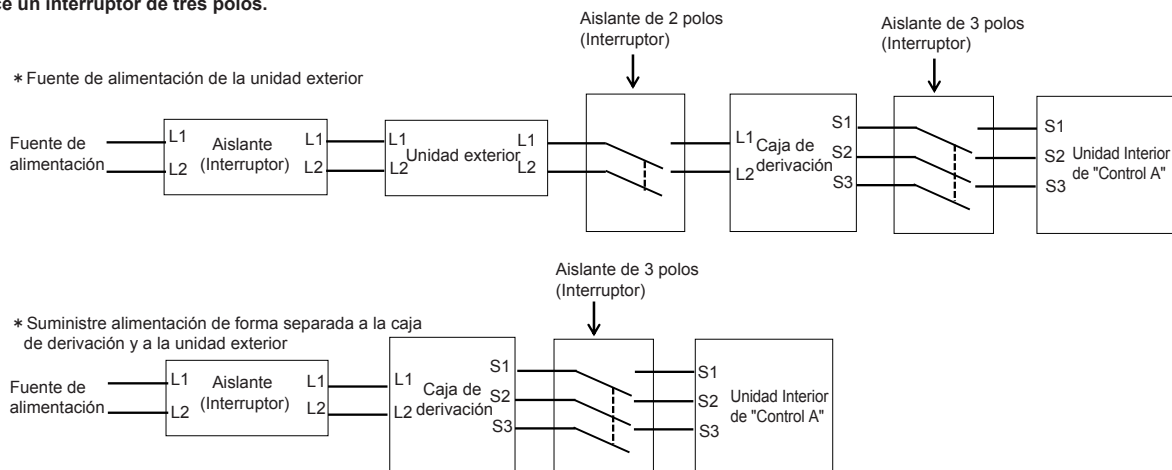 ce un interruptor de tres polos.
Aislante de 2 polos
(Interruptor)
Aislante de 3 polos
(Interruptor)
* Fuente de alimentación de la unidad exterior
Fuente de
alimentación
L1
L2
Aislante
(Interruptor)
L1
L2
L1
L2
Unidad exterior
L1
L2
L1
L2
Caja de
derivación
S1
S2
S3
S1
S2
S3
Unidad Interior
de "Control A"
Aislante de 3 polos
(Interruptor)
* Suministre alimentación de forma separada a la caja
de derivación y a la unidad exterior
Fuente de
alimentación
L1
L2
Aislante
(Interruptor)
L1
L2
L1
L2
Caja de
derivación
S1
S2
S3
S1
S2
S3
Unidad Interior
de "Control A"